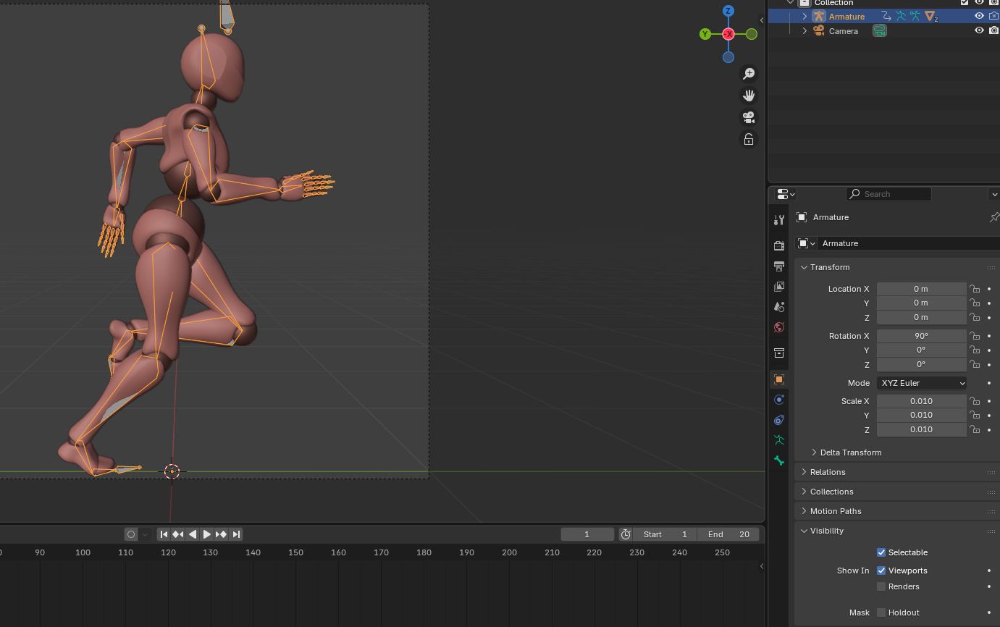 Collection
Armature
2
Camera
Z
Y
-X
Search
Armature
Armature
Transform
Location X 0 m
Y 0 m
Z 0 m
Rotation X 90°
Y 0°
Z 0°
Mode XYZ Euler
Scale X 0.010
Y 0.010
Z 0.010
Delta Transform
Relations
Collections
Motion Paths
Visibility
Selectable
Show In Viewports
Renders
Mask Holdout
1 Start 1 End 20
0 90 100 110 120 130 140 150 160 170 180 190 200 210 220 230 240 250